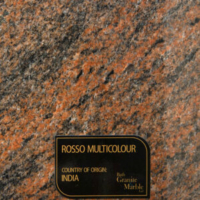 ROSSO MULTICOLOUR
COUNTRY OF ORIGIN
INDIA
Granite
Marble